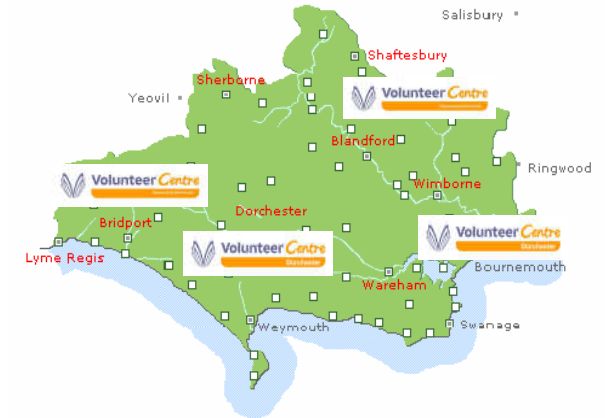 Salisbury
Shaftesbury
Sherborne
Yeovil
Volunteer Centre
Blandford
Ringwood
Volunteer Centre
Wimborne
Dorchester
Bridport
Volunteer Centre
Dorchester
Volunteer Centre
Dorchester
Lyme Regis
Bournemouth
Wareham
Weymouth
Swanage